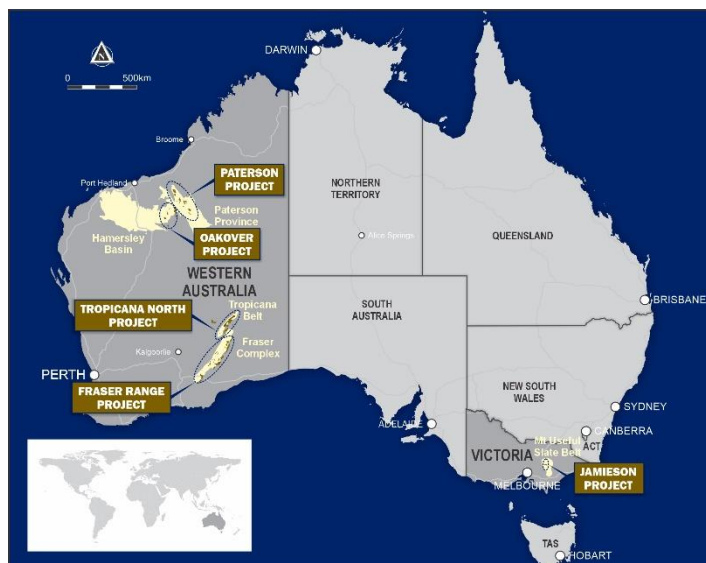 DARWIN
0 500km
Broome
Port Hedland
PATERSON
PROJECT
NORTHERN
TERRITORY
Paterson
Province
Hamersley
Basin
OAKOVER
PROJECT
Alice Springs
QUEENSLAND
WESTERN
AUSTRALIA
TROPICANA NORTH
PROJECT
Tropicana
Belt
SOUTH
AUSTRALIA
BRISBANE
Kalgoorlie
Fraser
Complex
PERTH
FRASER RANGE
PROJECT
NEW SOUTH
WALES
SYDNEY
ADELAIDE
CANBERRA
ACT
VICTORIA
Mt Useful
Slate Belt
MELBOURNE
JAMIESON
PROJECT
TAS
HOBART